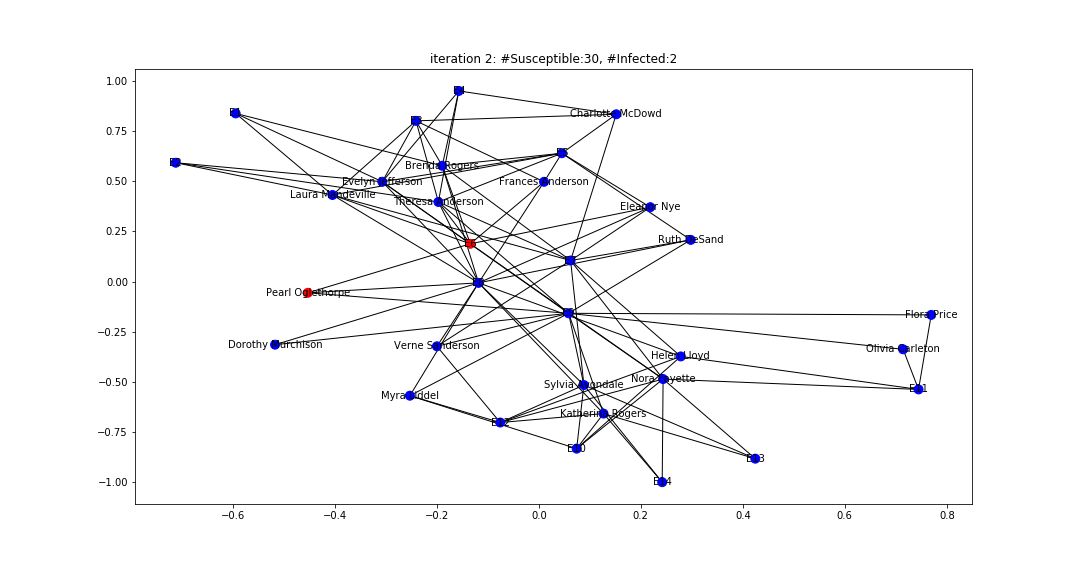 iteration 2: #Susceptible:30, #Infected:2
1.00
Charlotte McDowd
0.75
Brenda Rogers
Evelyn Jefferson
Frances Anderson
0.50
Laura Mandeville
Theresa Anderson
Eleanor Nye
0.25
Ruth DeSand
0.00
Pearl Oglethorpe
Flora Price
−0.25
Dorothy Murchison
Verne Sanderson
Olivia Carleton
Helen Lloyd
Nora Fayette
−0.50
Sylvia Avondale
E11
Myra Liddel
Katherine Rogers
E12
−0.75
E10
E13
E14
−1.00
−0.6
−0.4
−0.2
0.0
0.2
0.4
0.6
0.8